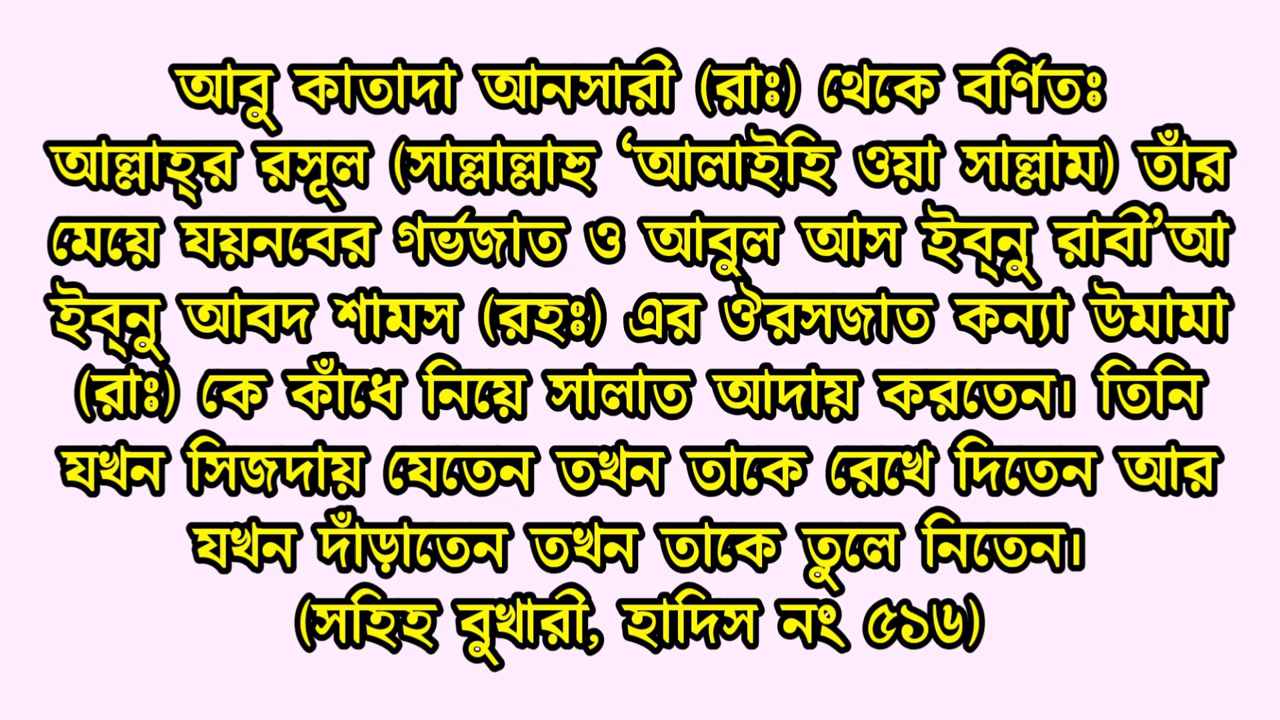 আবু কাতাদা আনসারী (রাঃ) থেকে বর্ণিতঃ
আল্লাহ্‌র রসূল (সাল্লাল্লাহু ‘আলাইহি ওয়া সাল্লাম) তাঁর
মেয়ে যয়নবের গর্ভজাত ও আবুল আস ইব্‌নু রাবী’আ
ইব্‌নু আবদ শামস (রহঃ) এর ঔরসজাত কন্যা উমামা
(রাঃ) কে কাঁধে নিয়ে সালাত আদায় করতেন। তিনি
যখন সিজদায় যেতেন তখন তাকে রেখে দিতেন আর
যখন দাঁড়াতেন তখন তাকে তুলে নিতেন।
(সহিহ বুখারী, হাদিস নং ৫১৬)